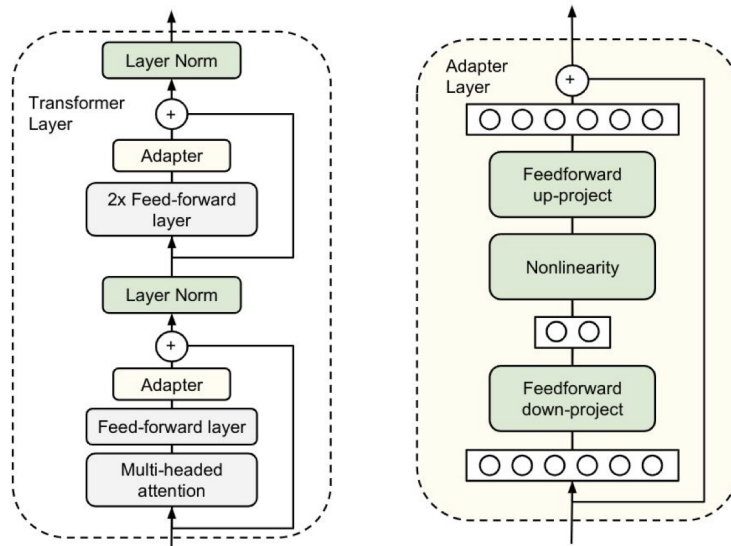 Layer Norm
Transformer
Layer
+
Adapter
2x Feed-forward
layer
Layer Norm
+
Adapter
Feed-forward layer
Multi-headed
attention
Adapter
Layer
+
Feedforward
up-project
Nonlinearity
Feedforward
down-project